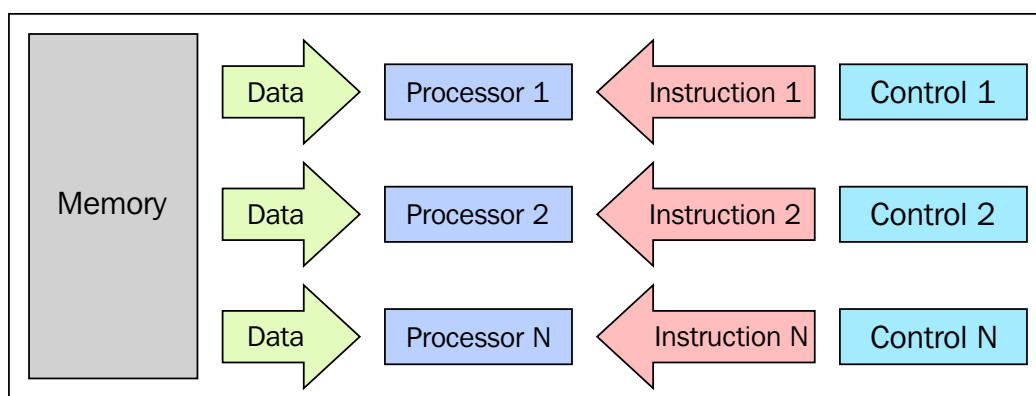 Data
Processor 1
Instruction 1
Control 1
Memory
Data
Processor 2
Instruction 2
Control 2
Data
Processor N
Instruction N
Control N